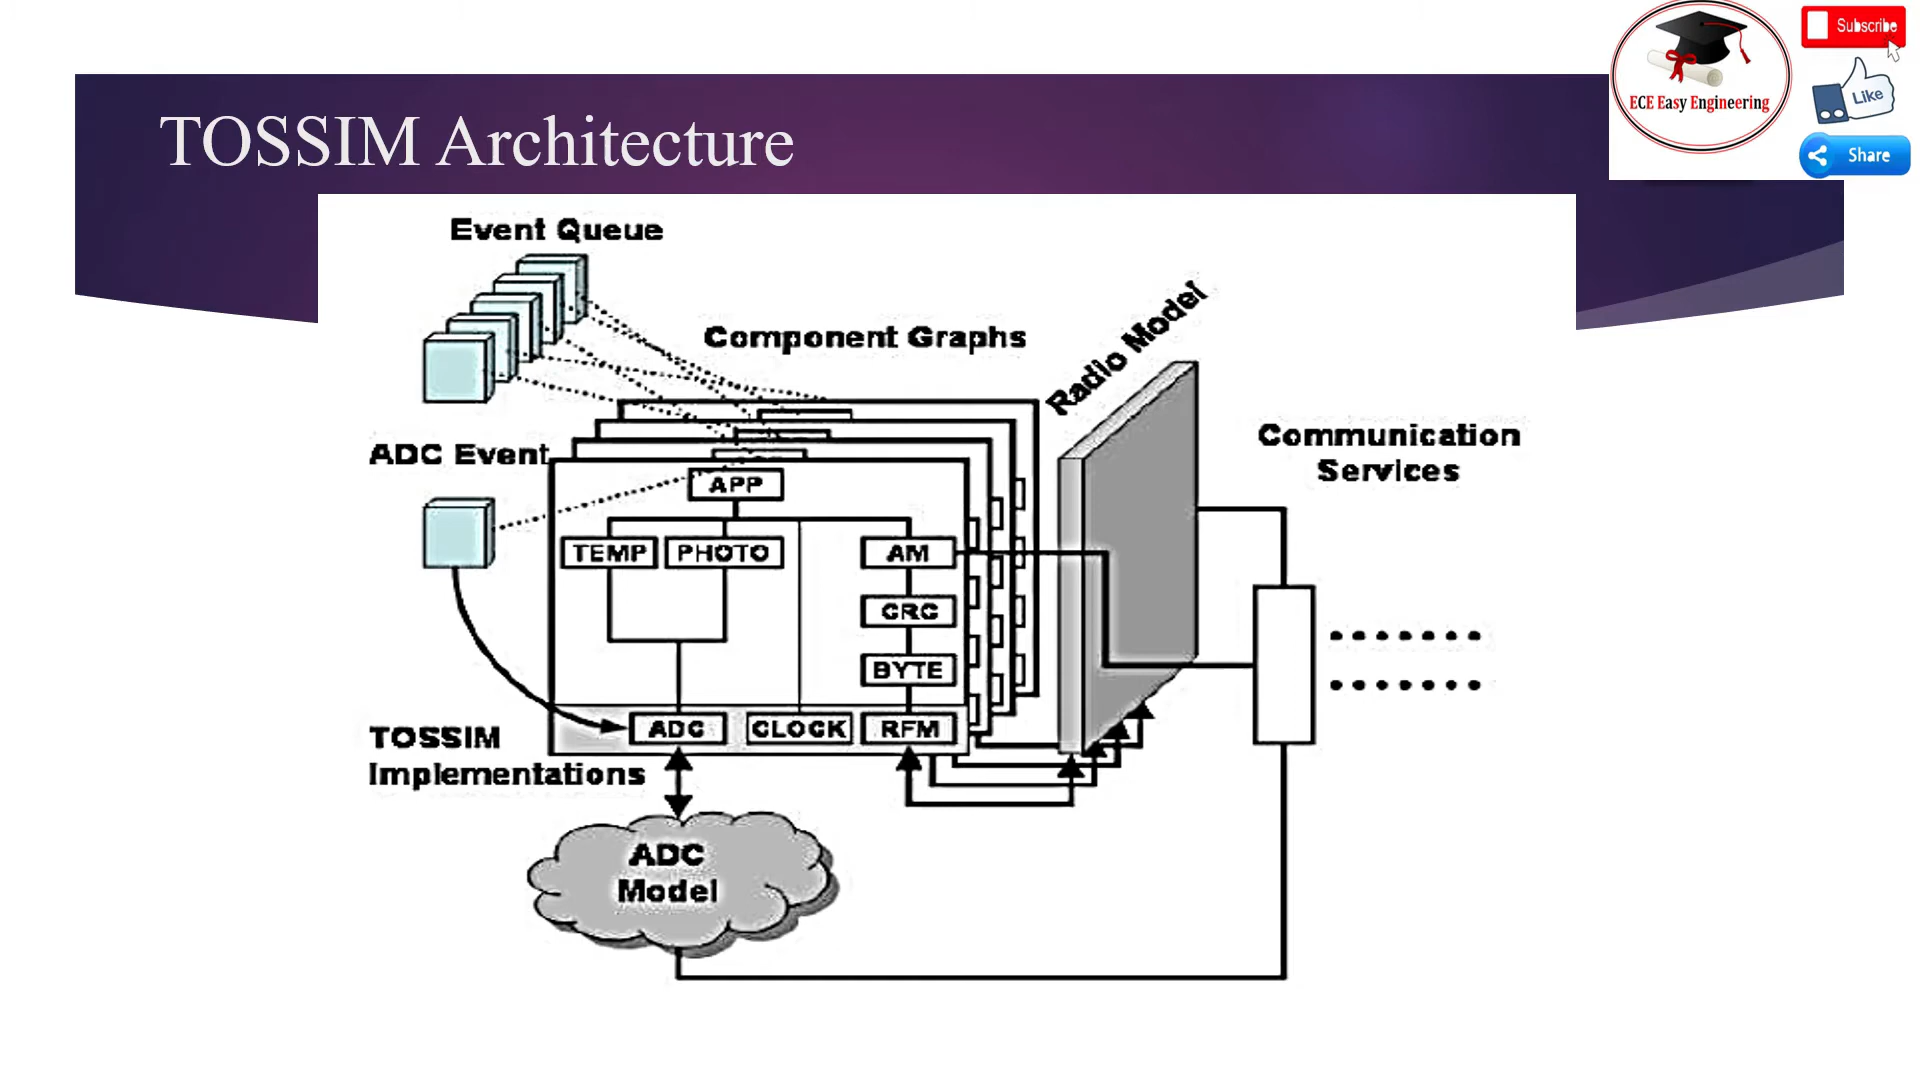 TOSSIM Architecture
ECE Easy Engineering
Subscribe
Like
Share
Event Queue
Component Graphs
Radio Model
Communication
Services
ADC Event
APP
TEMP
PHOTO
AM
CRC
BYTE
ADC
CLOCK
RFM
TOSSIM
Implementations
ADC
Model